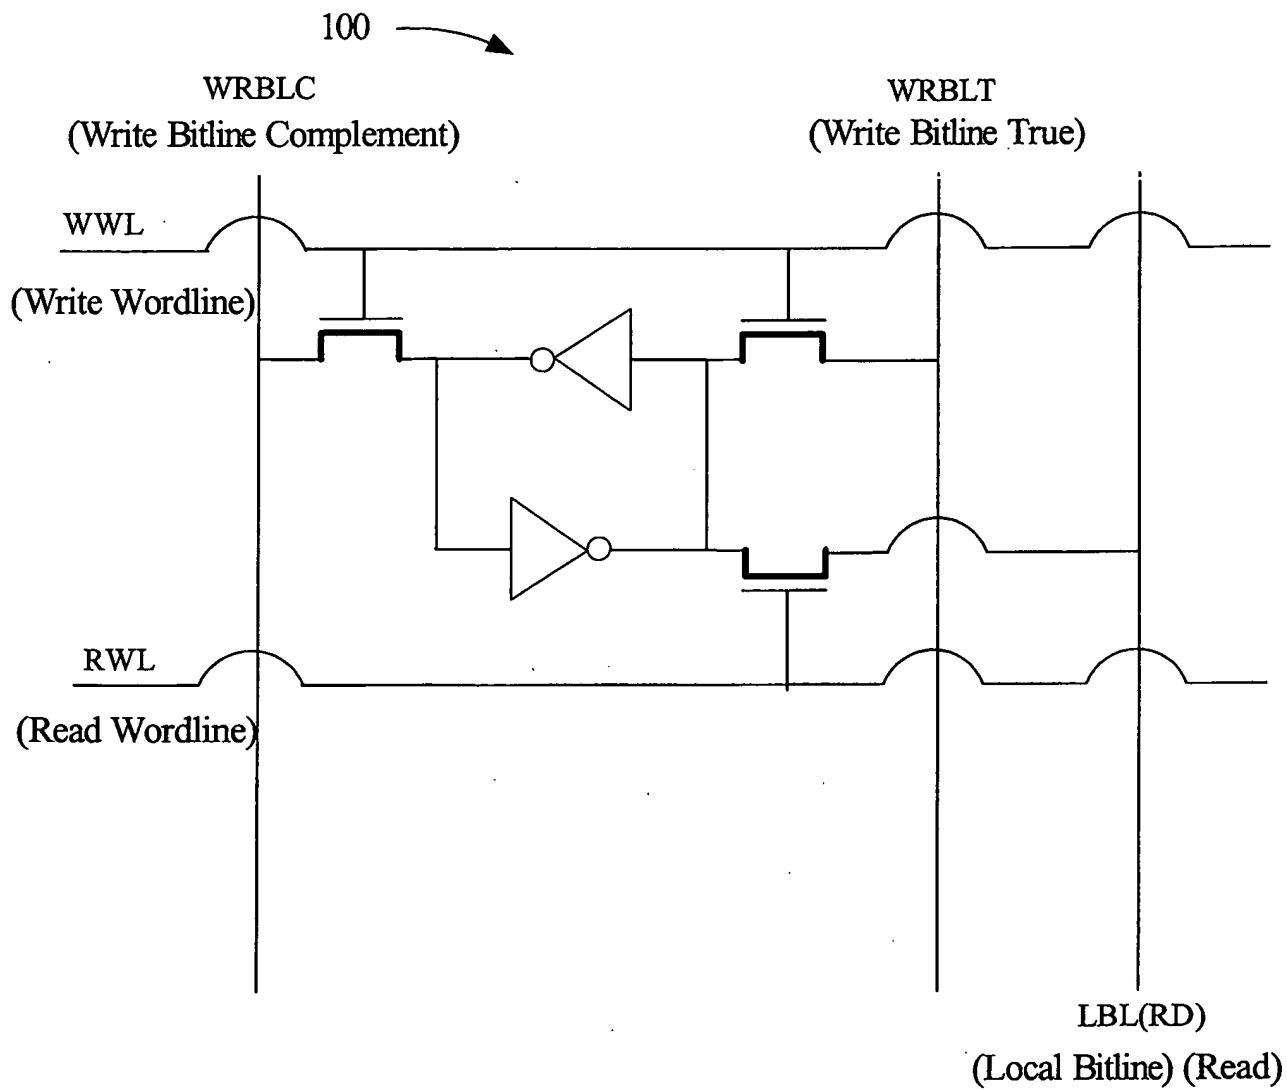 100
WRBLC
(Write Bitline Complement)
WRBLT
(Write Bitline True)
WWL
(Write Wordline)
RWL
(Read Wordline)
LBL(RD)
(Local Bitline) (Read)